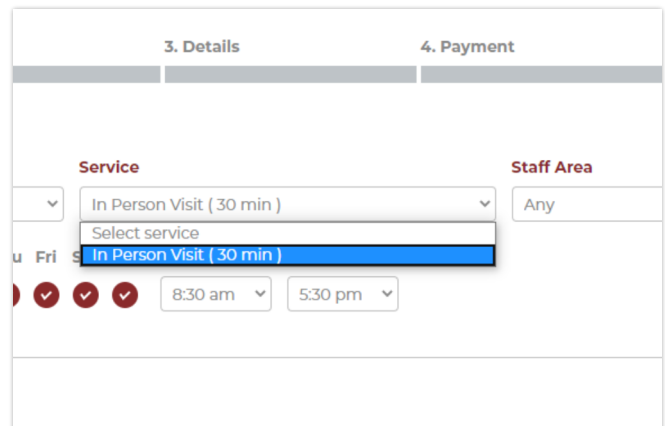 3. Details
4. Payment
Service
Staff Area
In Person Visit ( 30 min )
Any
Select service
In Person Visit ( 30 min )
Fri
8:30 am
5:30 pm